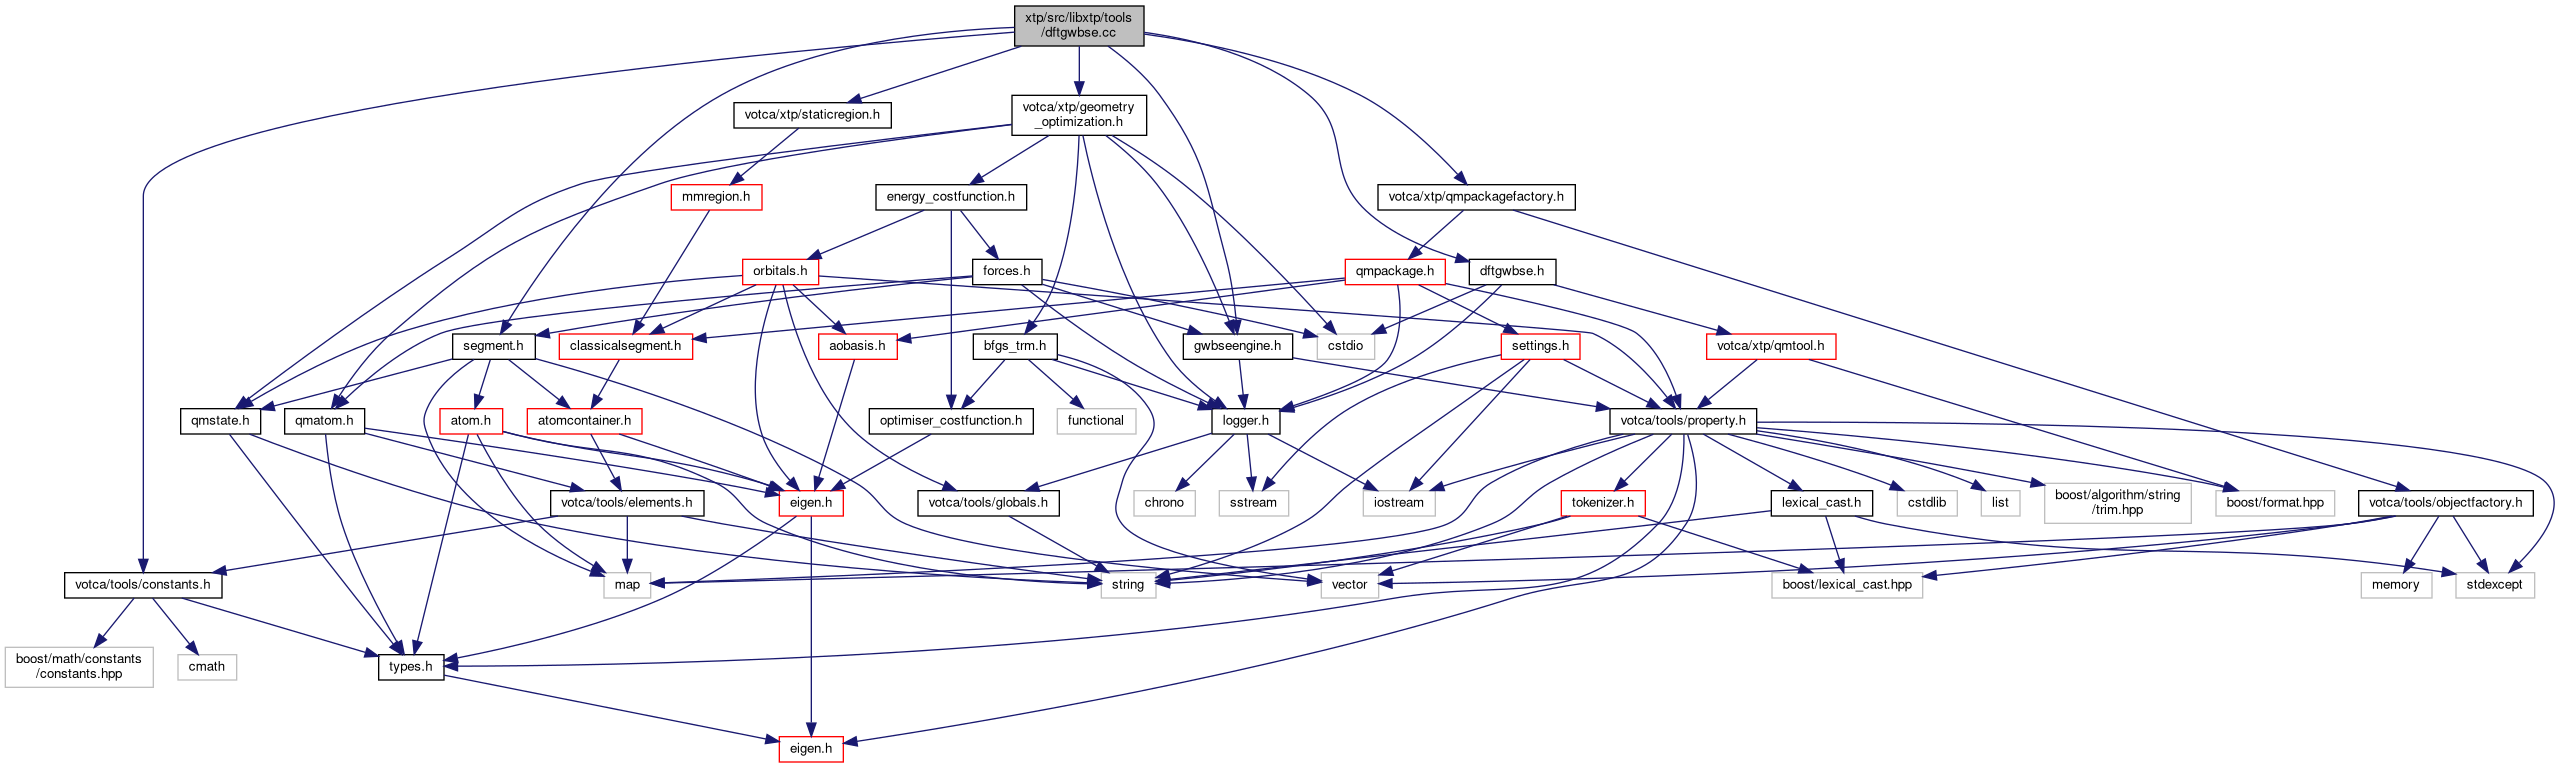 xtp/src/libxtp/tools
/dftgwbse.cc
votca/xtp/staticregion.h
votca/xtp/geometry
_optimization.h
mmregion.h
energy_costfunction.h
votca/xtp/qmpackagefactory.h
orbitals.h
forces.h
qmpackage.h
dftgwbse.h
segment.h
classicalsegment.h
aobasis.h
bfgs_trm.h
gwbseengine.h
cstdio
settings.h
votca/xtp/qmtool.h
qmstate.h
qmatom.h
atom.h
atomcontainer.h
optimiser_costfunction.h
functional
logger.h
votca/tools/property.h
votca/tools/elements.h
eigen.h
votca/tools/globals.h
chrono
sstream
iostream
tokenizer.h
lexical_cast.h
cstdlib
list
boost/algorithm/string
/trim.hpp
boost/format.hpp
votca/tools/objectfactory.h
votca/tools/constants.h
map
string
vector
boost/lexical_cast.hpp
memory
stdexcept
boost/math/constants
/constants.hpp
cmath
types.h
eigen.h